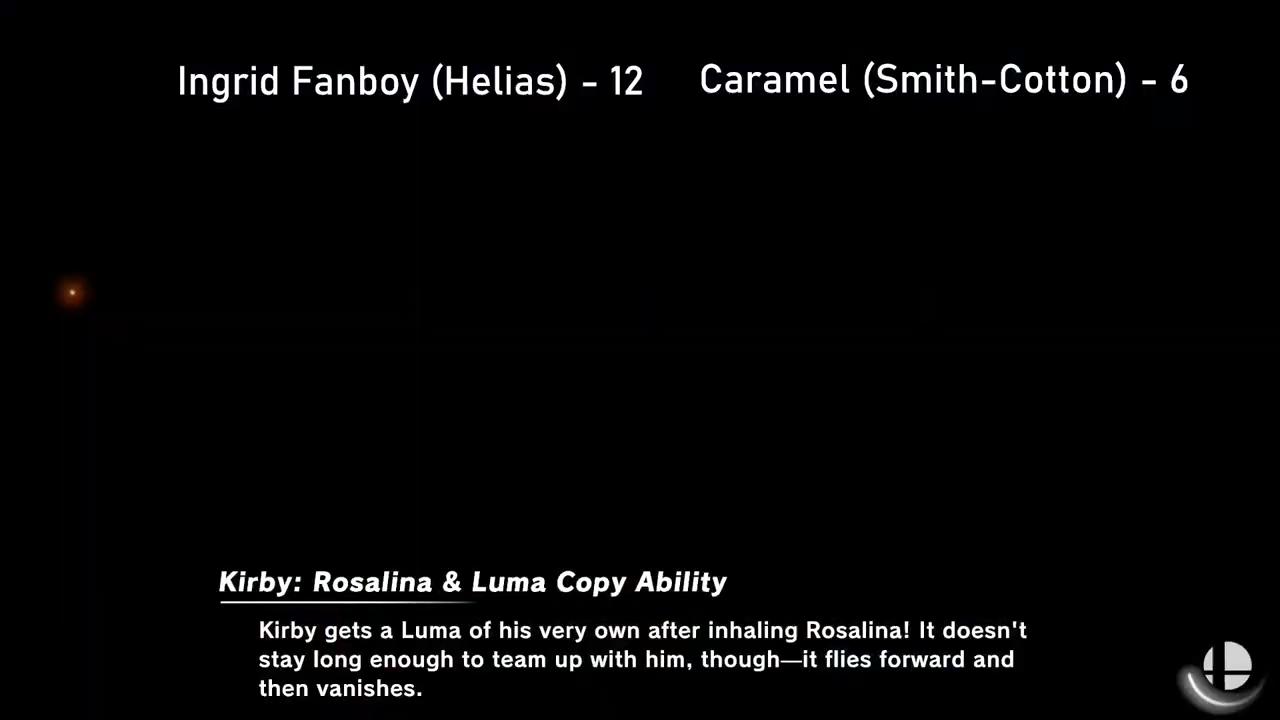 Ingrid Fanboy (Helias) - 12
Caramel (Smith-Cotton) - 6
Kirby: Rosalina & Luma Copy Ability
Kirby gets a Luma of his very own after inhaling Rosalina! It doesn't
stay long enough to team up with him, though—it flies forward and
then vanishes.